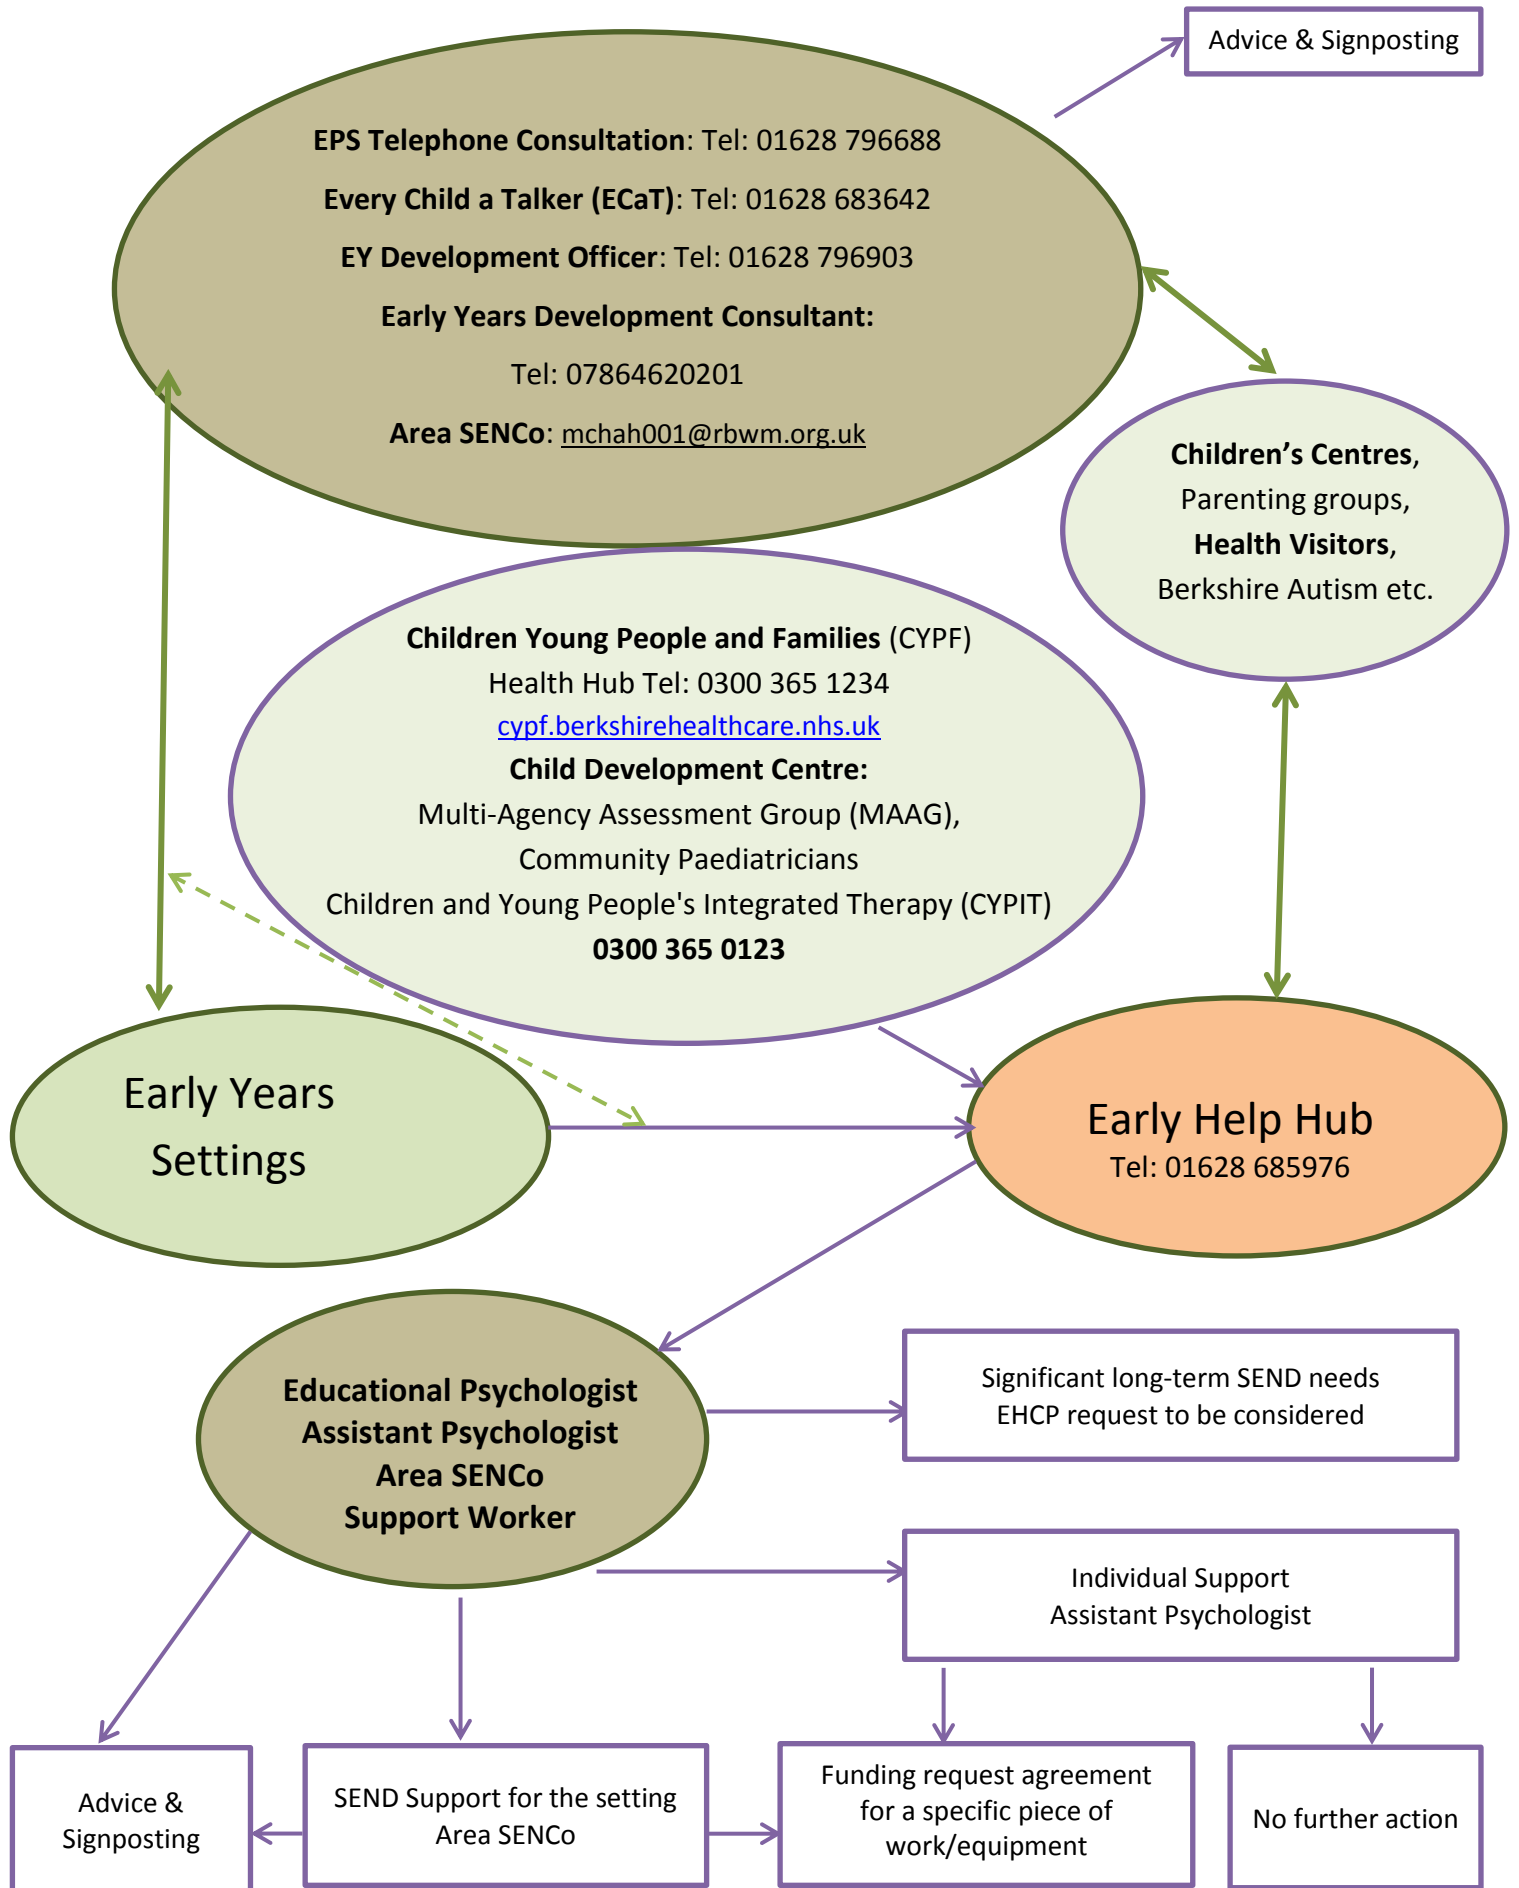 Advice & Signposting
EPS Telephone Consultation: Tel: 01628 796688
Every Child a Talker (ECaT): Tel: 01628 683642
EY Development Officer: Tel: 01628 796903
Early Years Development Consultant:
Tel: 07864620201
Area SENCo: mchah001@rbwm.org.uk
Children’s Centres,
Parenting groups,
Health Visitors,
Berkshire Autism etc.
Children Young People and Families (CYPF)
Health Hub Tel: 0300 365 1234
cypf.berkshirehealthcare.nhs.uk
Child Development Centre:
Multi-Agency Assessment Group (MAAG),
Community Paediatricians
Children and Young People's Integrated Therapy (CYPIT)
0300 365 0123
Early Years
Settings
Early Help Hub
Tel: 01628 685976
Educational Psychologist
Assistant Psychologist
Area SENCo
Support Worker
Significant long-term SEND needs
EHCP request to be considered
Individual Support
Assistant Psychologist
Advice &
Signposting
SEND Support for the setting
Area SENCo
Funding request agreement
for a specific piece of
work/equipment
No further action